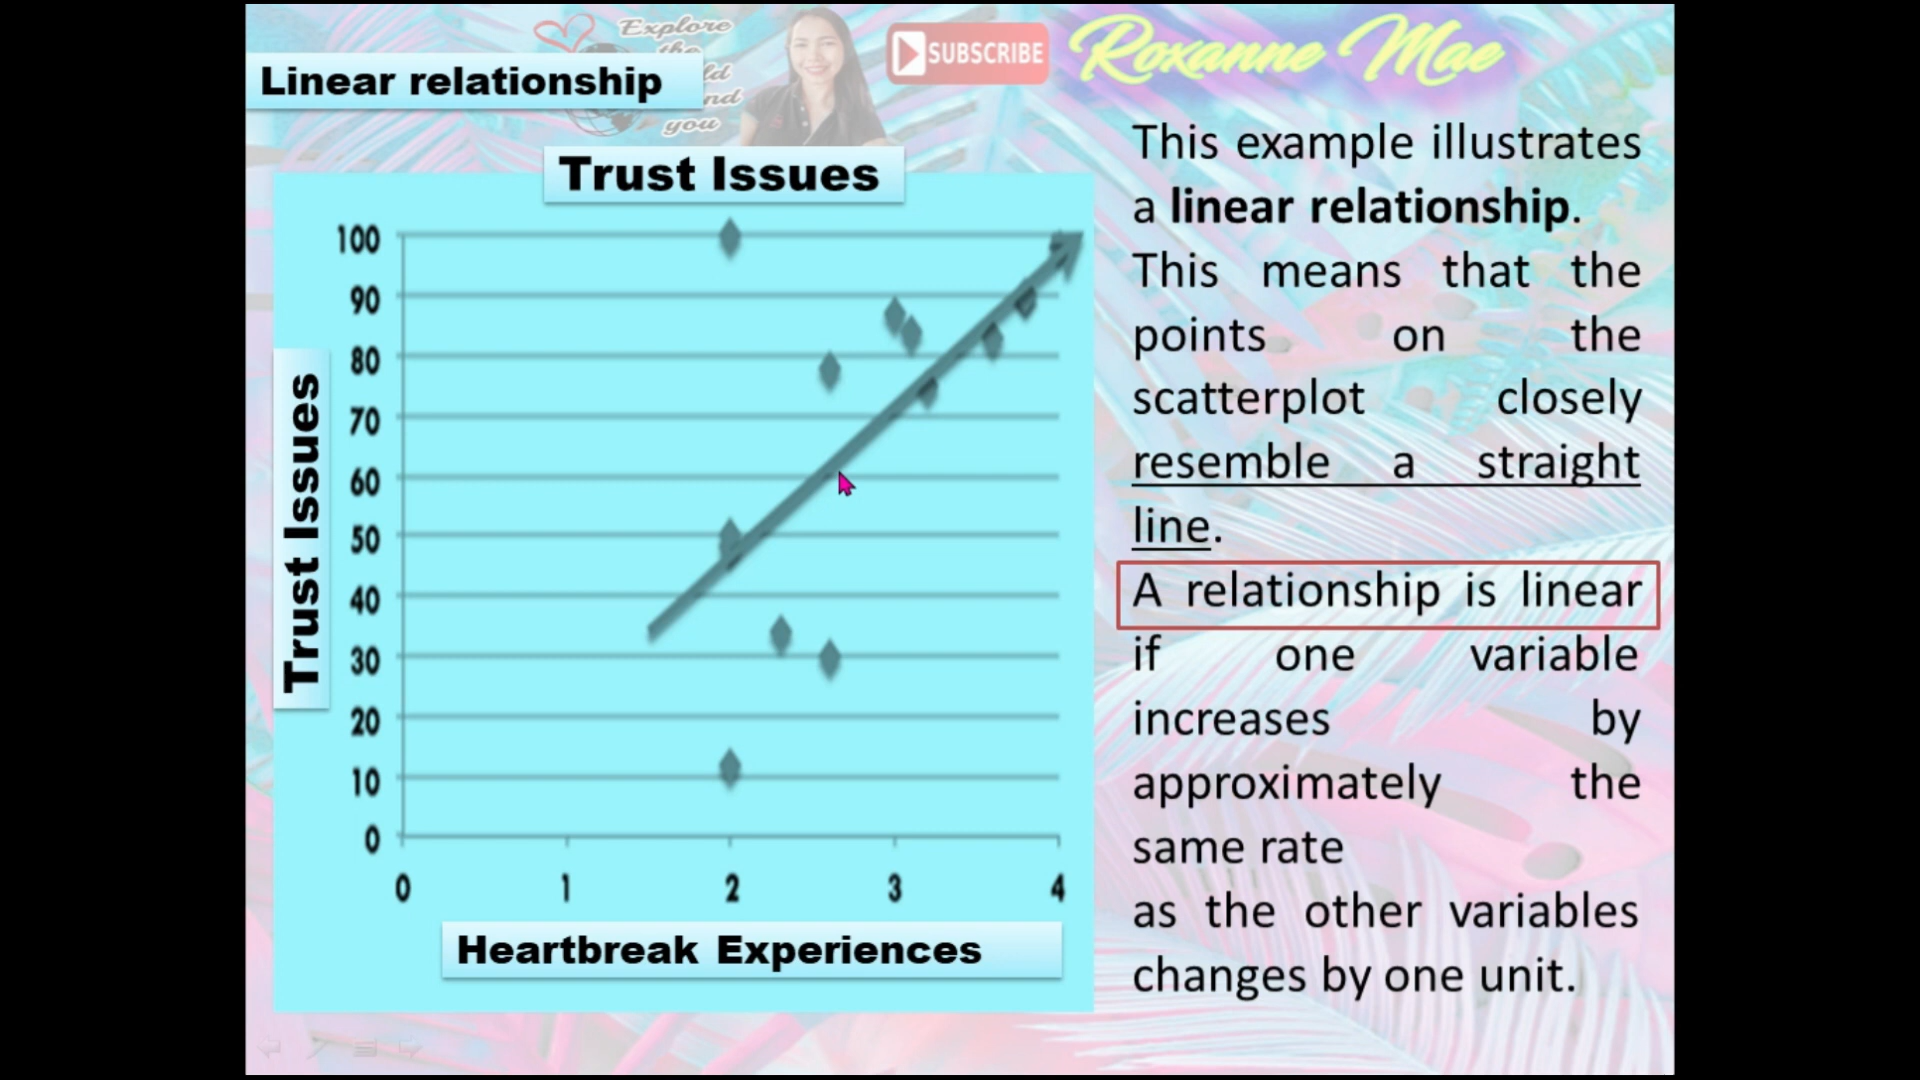 Explore
the
ld
nd
you
SUBSCRIBE
Roxanne Mae
Linear relationship
Trust Issues
Trust Issues
100
90
80
70
60
50
40
30
20
10
0
0 1 2 3 4
Heartbreak Experiences
This example illustrates
a linear relationship.
This means that the
points on the
scatterplot closely
resemble a straight
line.
A relationship is linear
if one variable
increases by
approximately the
same rate
as the other variables
changes by one unit.